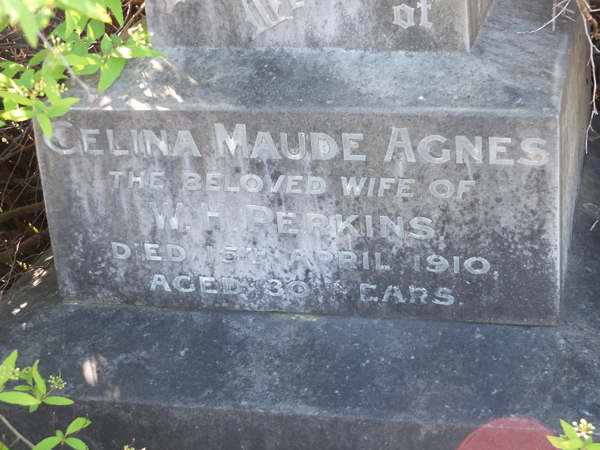 of
CELINA MAUDE AGNES
THE BELOVED WIFE OF
W. H. PERKINS
DIED APRIL 1910,
AGED 30 YEARS.